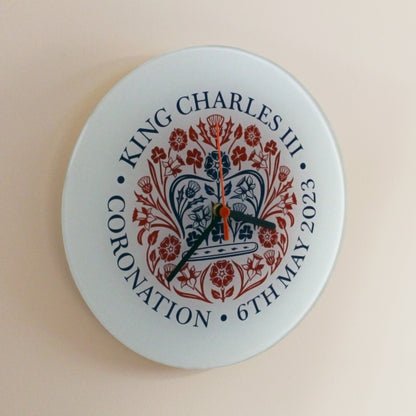 KING CHARLES III • 6TH MAY 2023 • CORONATION •